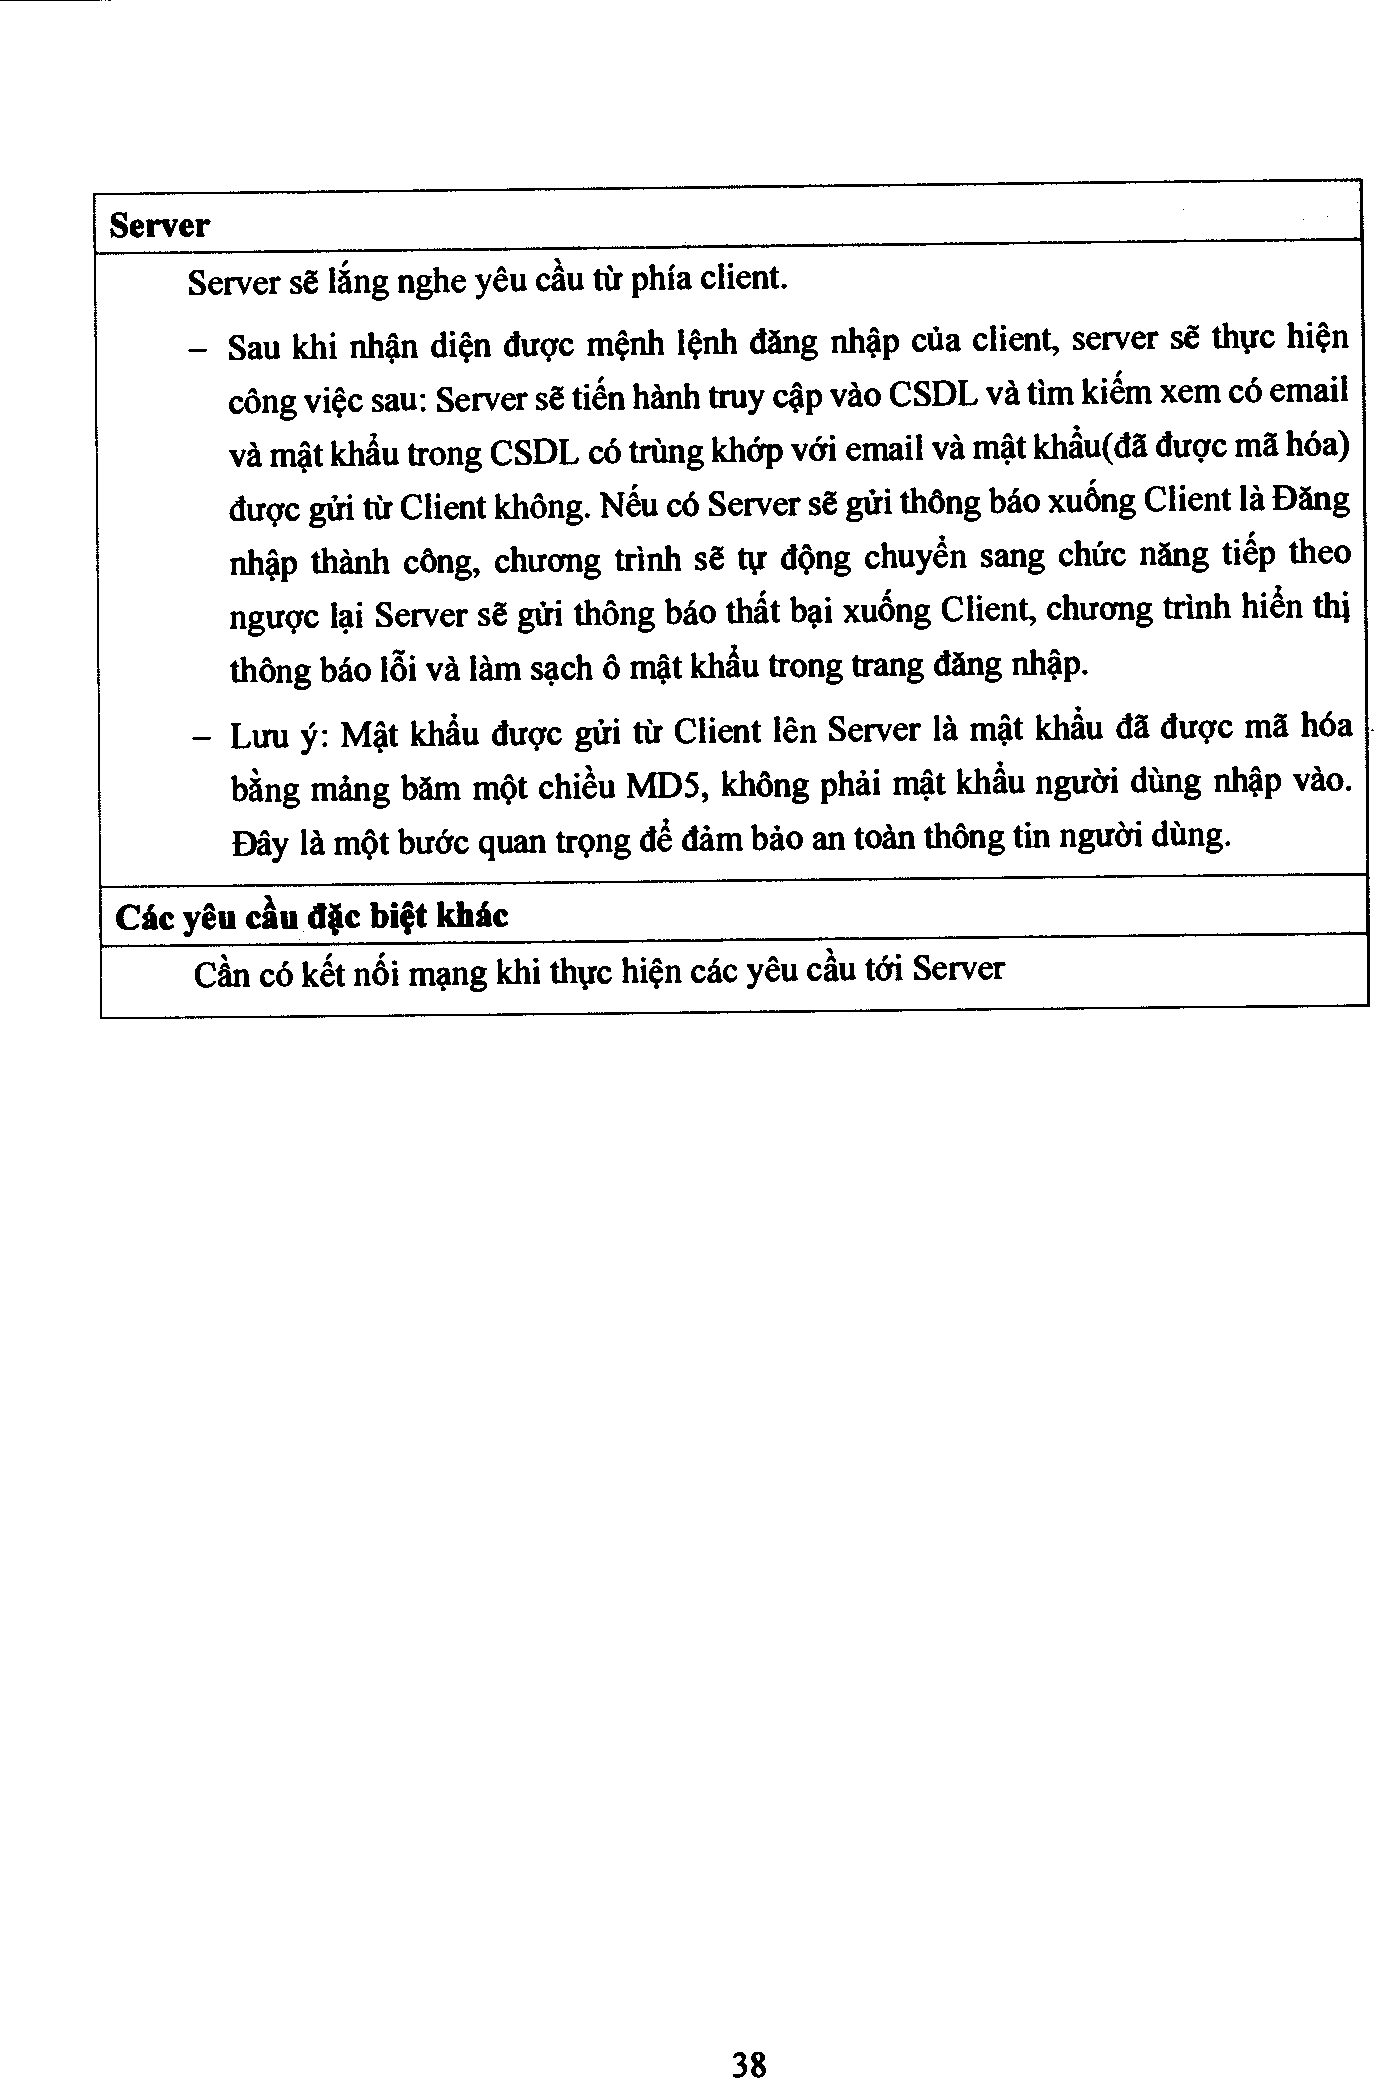 Server
Server sẽ lắng nghe yêu cầu từ phía client.
– Sau khi nhận diện được mệnh lệnh đăng nhập của client, server sẽ thực hiện
công việc sau: Server sẽ tiến hành truy cập vào CSDL và tìm kiếm xem có email
và mật khẩu trong CSDL có trùng khớp với email và mật khẩu(đã được mã hóa)
được gửi từ Client không. Nếu có Server sẽ gửi thông báo xuống Client là Đăng
nhập thành công, chương trình sẽ tự động chuyển sang chức năng tiếp theo
ngược lại Server sẽ gửi thông báo thất bại xuống Client, chương trình hiển thị
thông báo lỗi và làm sạch ô mật khẩu trong trang đăng nhập.
– Lưu ý: Mật khẩu được gửi từ Client lên Server là mật khẩu đã được mã hóa
bằng mảng băm một chiều MD5, không phải mật khẩu người dùng nhập vào.
Đây là một bước quan trọng để đảm bảo an toàn thông tin người dùng.
Các yêu cầu đặc biệt khác
Cần có kết nối mạng khi thực hiện các yêu cầu tới Server
38